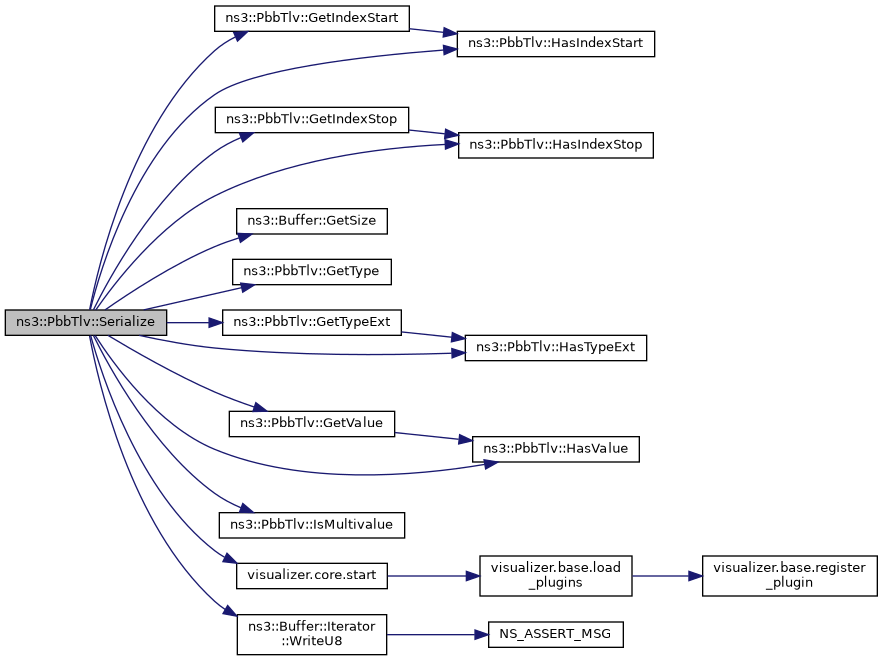 ns3::PbbTlv::GetIndexStart
ns3::PbbTlv::HasIndexStart
ns3::PbbTlv::GetIndexStop
ns3::PbbTlv::HasIndexStop
ns3::Buffer::GetSize
ns3::PbbTlv::GetType
ns3::PbbTlv::Serialize
ns3::PbbTlv::GetTypeExt
ns3::PbbTlv::HasTypeExt
ns3::PbbTlv::GetValue
ns3::PbbTlv::HasValue
ns3::PbbTlv::IsMultivalue
visualizer.core.start
visualizer.base.load
_plugins
visualizer.base.register
_plugin
ns3::Buffer::Iterator
::WriteU8
NS_ASSERT_MSG